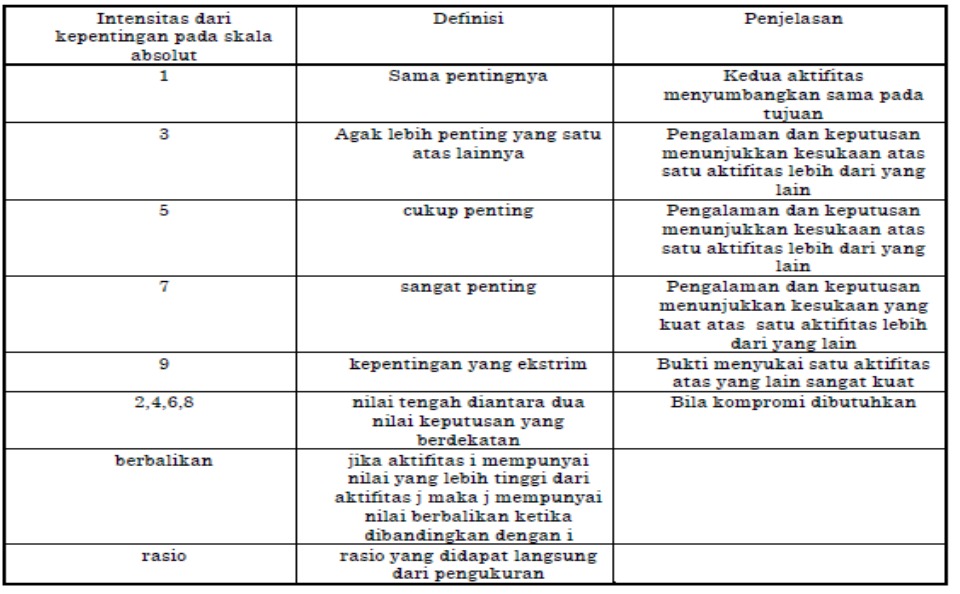 Intensitas dari
kepentingan pada skala
absolut
Definisi
Penjelasan
1
Sama pentingnya
Kedua aktifitas
menyumbangkan sama pada
tujuan
3
Agak lebih penting yang satu
atas lainnya
Pengalaman dan keputusan
menunjukkan kesukaan atas
satu aktifitas lebih dari yang
lain
5
cukup penting
Pengalaman dan keputusan
menunjukkan kesukaan atas
satu aktifitas lebih dari yang
lain
7
sangat penting
Pengalaman dan keputusan
menunjukkan kesukaan yang
kuat atas satu aktifitas lebih
dari yang lain
9
kepentingan yang ekstrim
Bukti menyukai satu aktifitas
atas yang lain sangat kuat
2,4,6,8
nilai tengah diantara dua
nilai keputusan yang
berdekatan
Bila kompromi dibutuhkan
berbalikan
jika aktifitas i mempunyai
nilai yang lebih tinggi dari
aktifitas j maka j mempunyai
nilai berbalikan ketika
dibandingkan dengan i
rasio
rasio yang didapat langsung
dari pengukuran